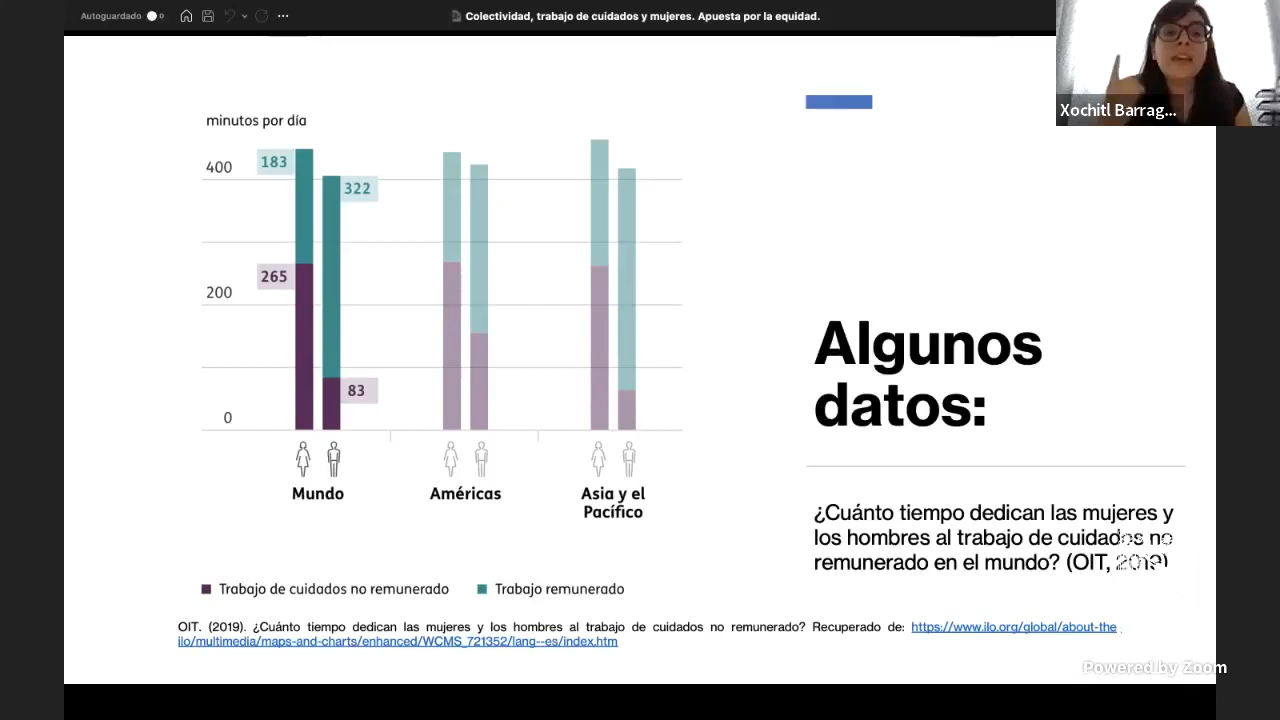 Autoguardado
Colectividad, trabajo de cuidados y mujeres. Apuesta por la equidad.
Xochitl Barrag...
minutos por día
183
400
322
265
200
83
0
Mundo
Américas
Asia y el
Pacífico
Trabajo de cuidados no remunerado
Trabajo remunerado
Algunos
datos:
¿Cuánto tiempo dedican las mujeres y
los hombres al trabajo de cuidados no
remunerado en el mundo? (OIT, 2019)
OIT. (2019). ¿Cuánto tiempo dedican las mujeres y los hombres al trabajo de cuidados no remunerado? Recuperado de: https://www.ilo.org/global/about-the
ilo/multimedia/maps-and-charts/enhanced/WCMS_721352/lang--es/index.htm
Powered by Zoom